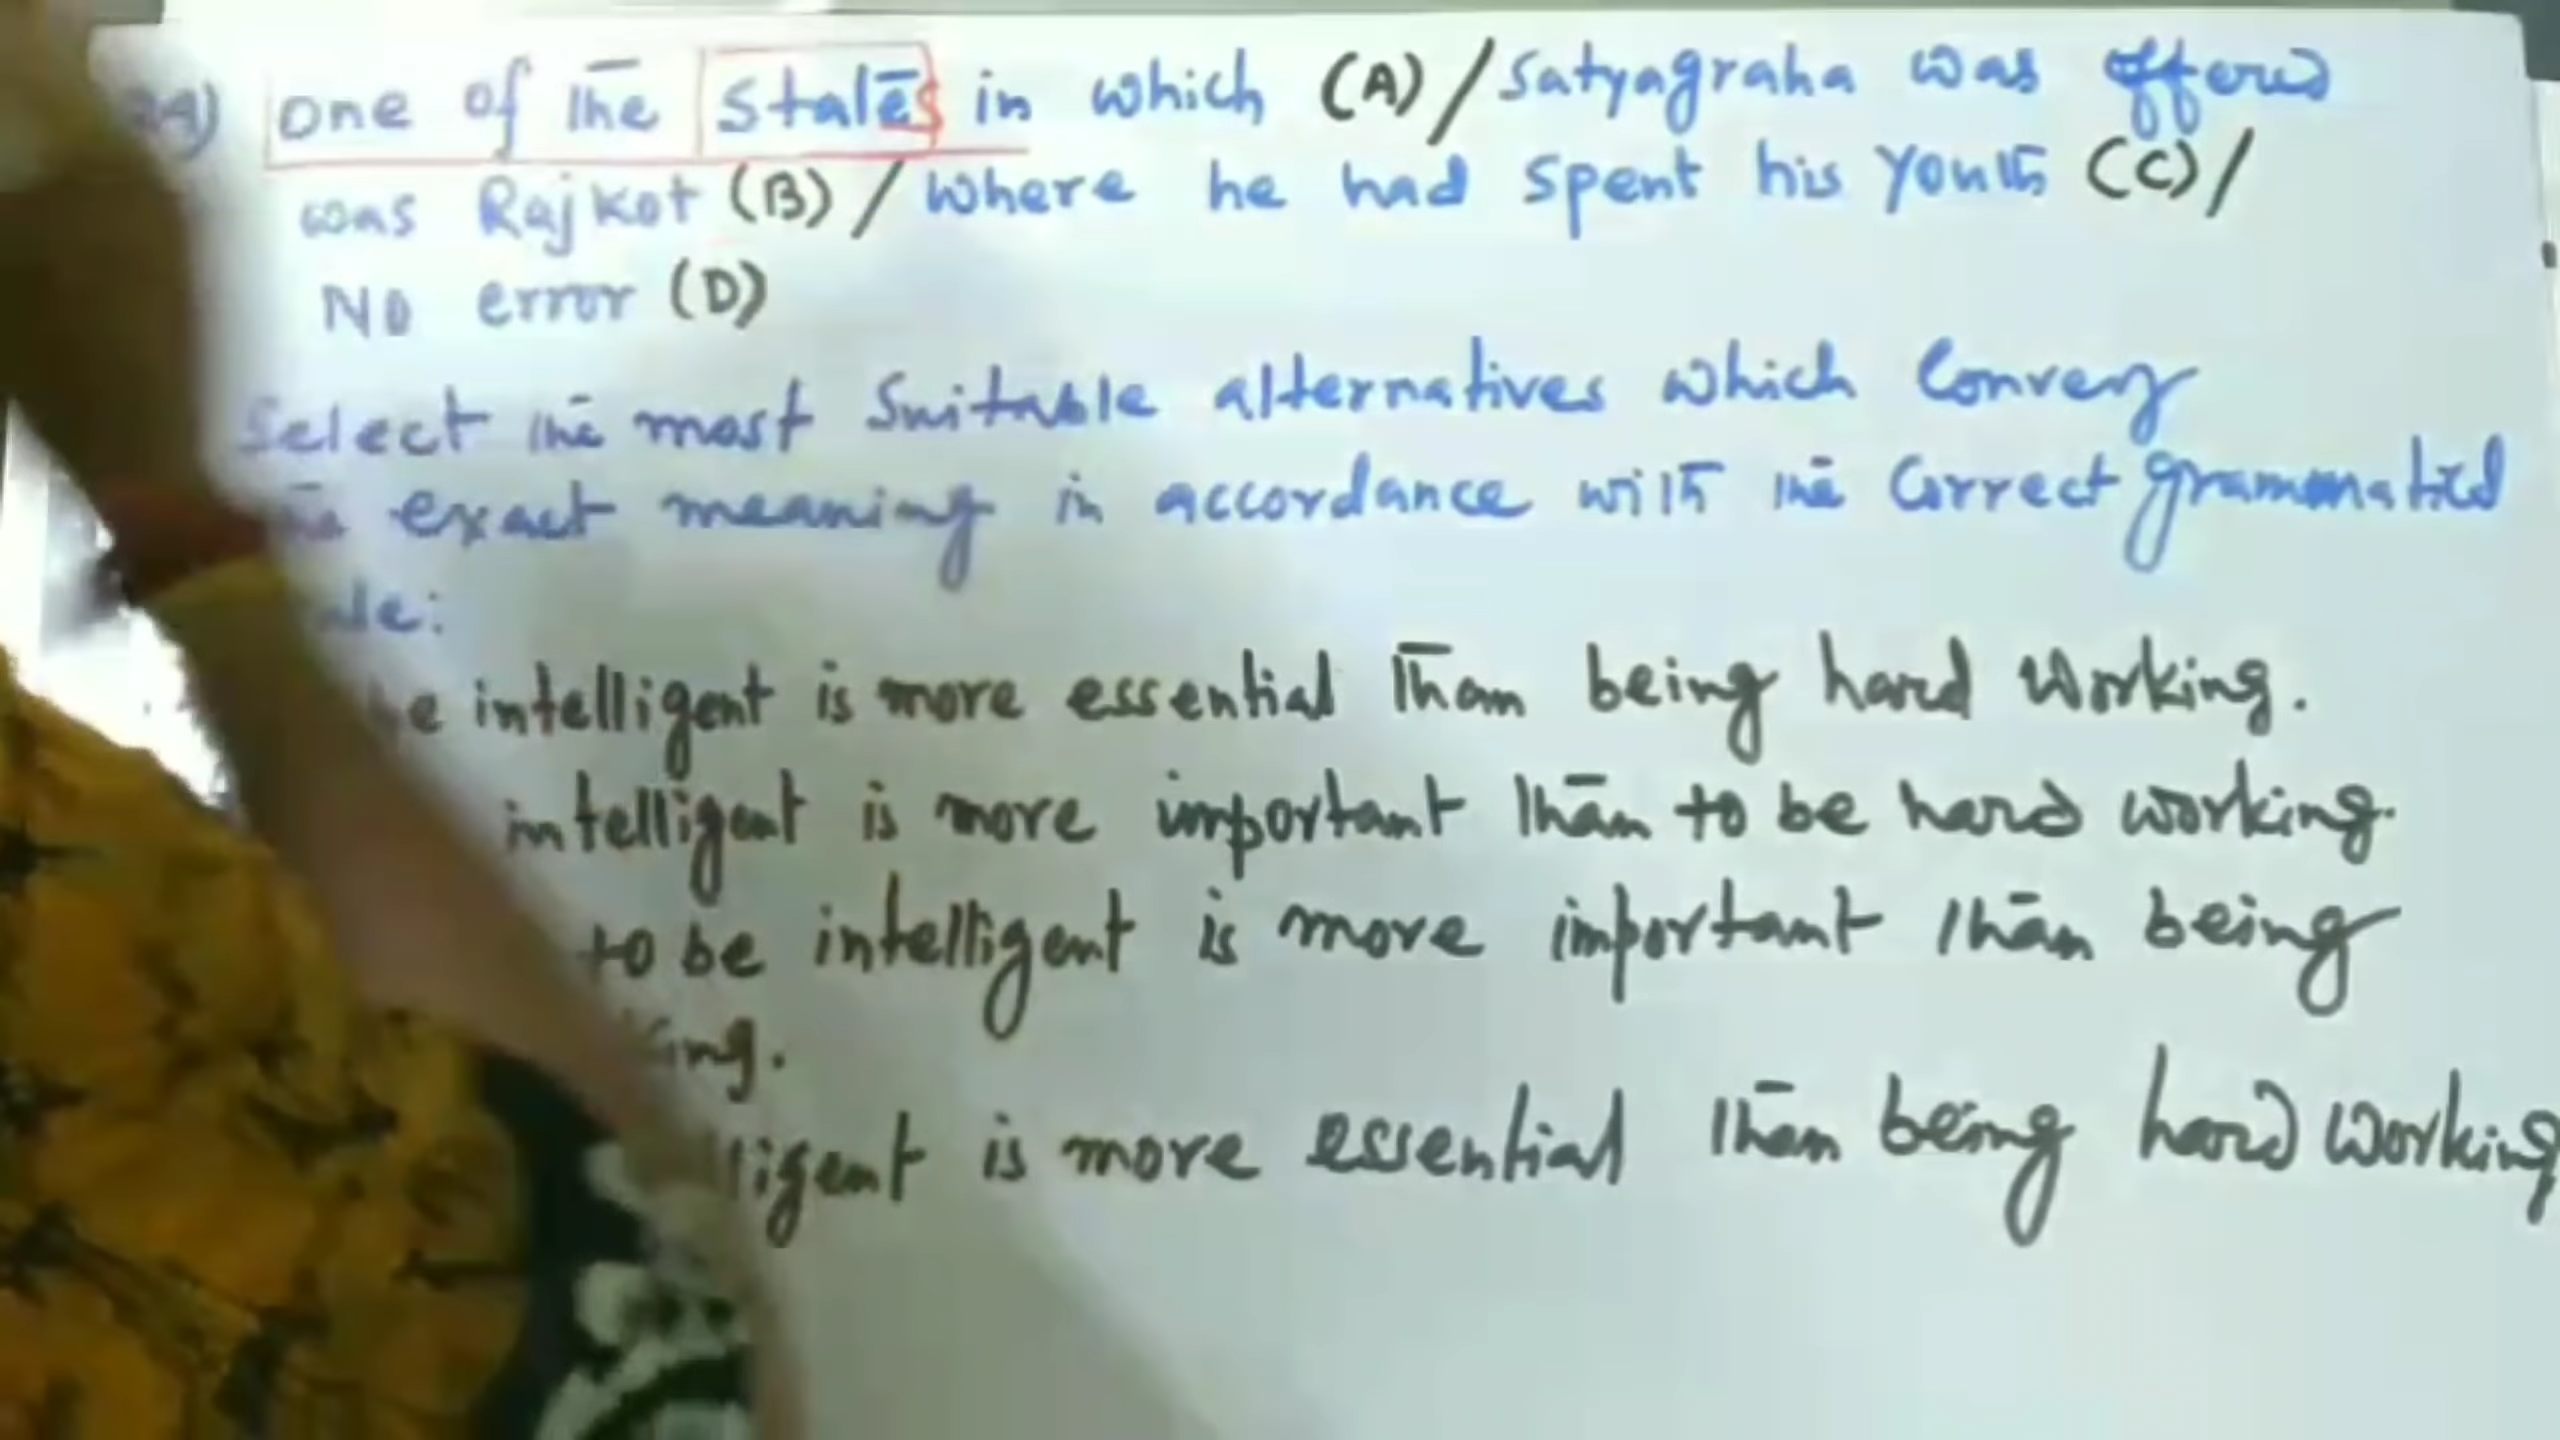 One of the States in which (A) / Satyagraha was offered
was Rajkot (B) / where he had spent his youth (C) /
No error (D)
Select the most Suitable alternatives which Convey
exact meaning in accordance with the Correct grammatical
intelligent is more essential than being hard working.
intelligent is more important than to be hard working.
to be intelligent is more important than being
is more essential than being hard working